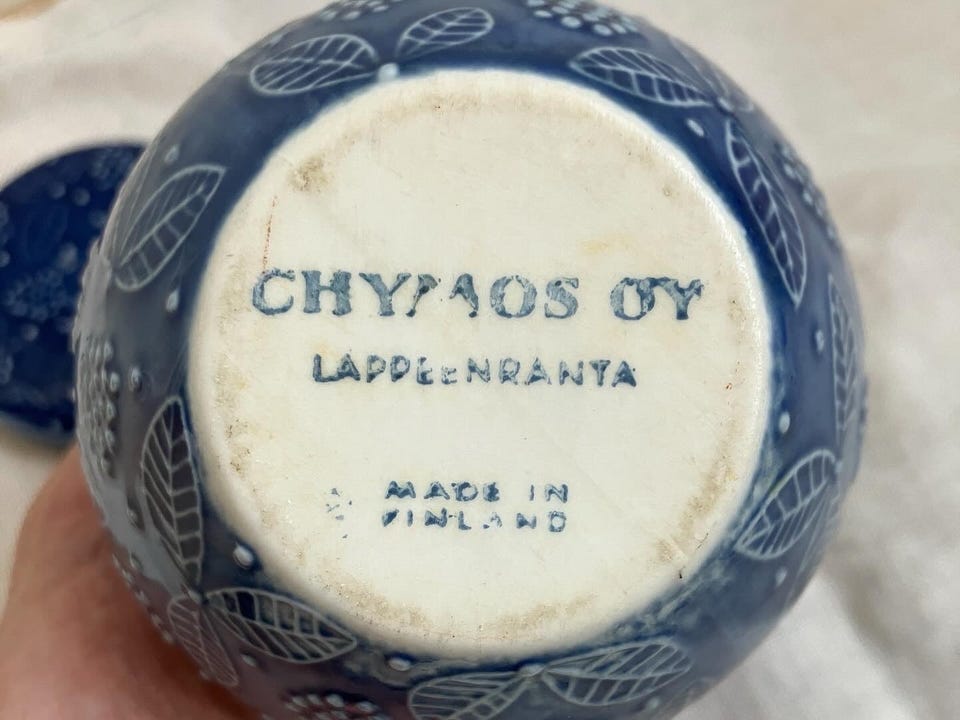 CHYMOS OY
LAPPEENRANTA
MADE IN
FINLAND